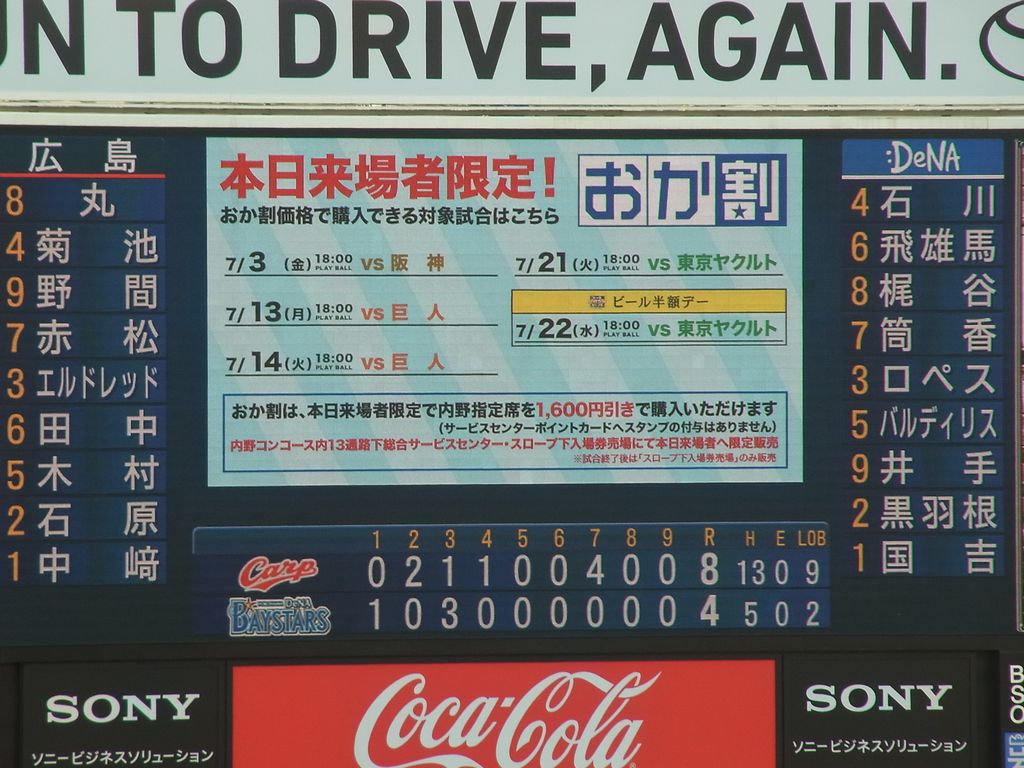 UN TO DRIVE, AGAIN.
広島
8 丸
4 菊池
9 野間
7 赤松
3 エルドレッド
6 田中
5 木村
2 石原
1 中﨑
本日来場者限定!
おか割価格で購入できる対象試合はこちら
おか割
7/3(金)18:00 PLAY BALL VS 阪神
7/13(月)18:00 PLAY BALL VS 巨人
7/14(火)18:00 PLAY BALL VS 巨人
7/21(火)18:00 PLAY BALL VS 東京ヤクルト
ビール半額デー
7/22(水)18:00 PLAY BALL VS 東京ヤクルト
おか割は、本日来場者限定で内野指定席を1,600円引きで購入いただけます
(サービスセンターポイントカードへスタンプの付与はありません)
内野コンコース内13通路下総合サービスセンター・スロープ下入場券売場にて本日来場者へ限定販売
※試合終了後は「スロープ下入場券売場」のみ販売
:DeNA
4 石川
6 飛雄馬
8 梶谷
7 筒香
3 ロペス
5 バルディリス
9 井手
2 黒羽根
1 国吉
1 2 3 4 5 6 7 8 9 R H E LOB
Carp 0 2 1 1 0 0 4 0 0 8 13 0 9
DeNA BAYSTARS 1 0 3 0 0 0 0 0 0 4 5 0 2
SONY
ソニービジネスソリューション
Coca-Cola
SONY
ソニービジネスソリューション